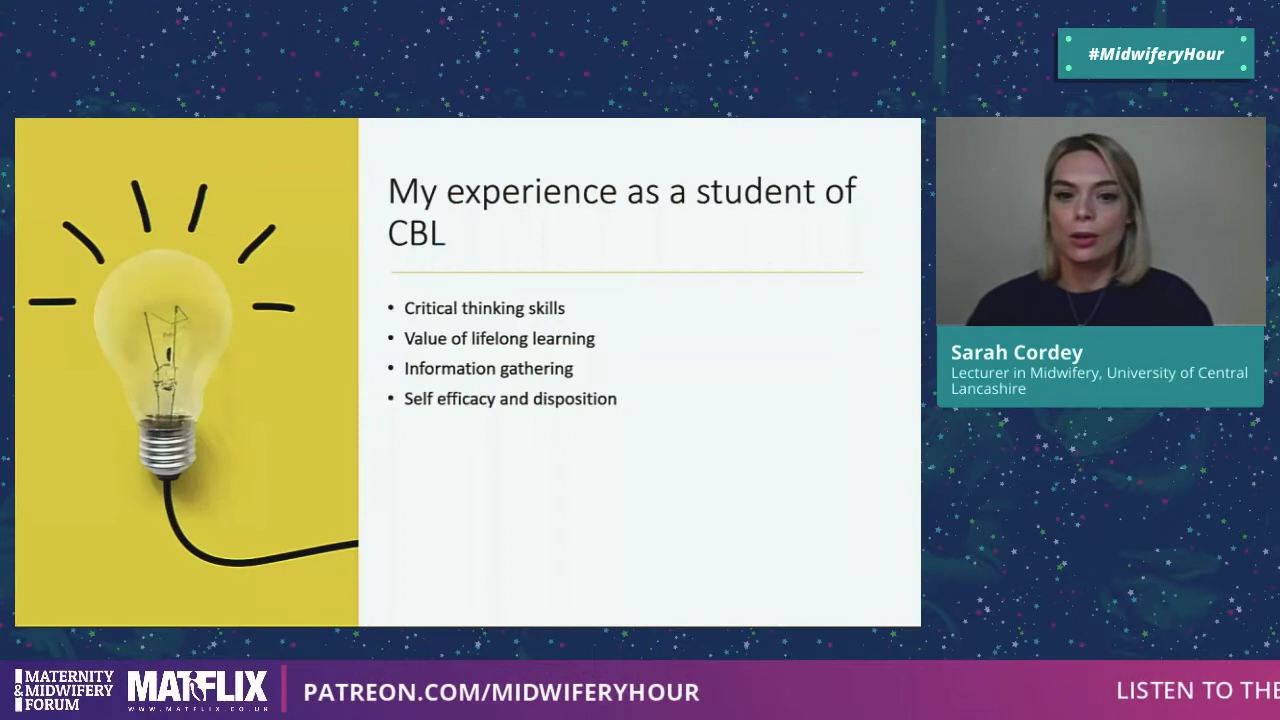 #MidwiferyHour
My experience as a student of
CBL
• Critical thinking skills
• Value of lifelong learning
• Information gathering
• Self efficacy and disposition
Sarah Cordey
Lecturer in Midwifery, University of Central
Lancashire
MATERNITY
& MIDWIFERY
FORUM
MATFLIX
WWW.MATFLIX.CO.UK
PATREON.COM/MIDWIFERYHOUR
LISTEN TO THE